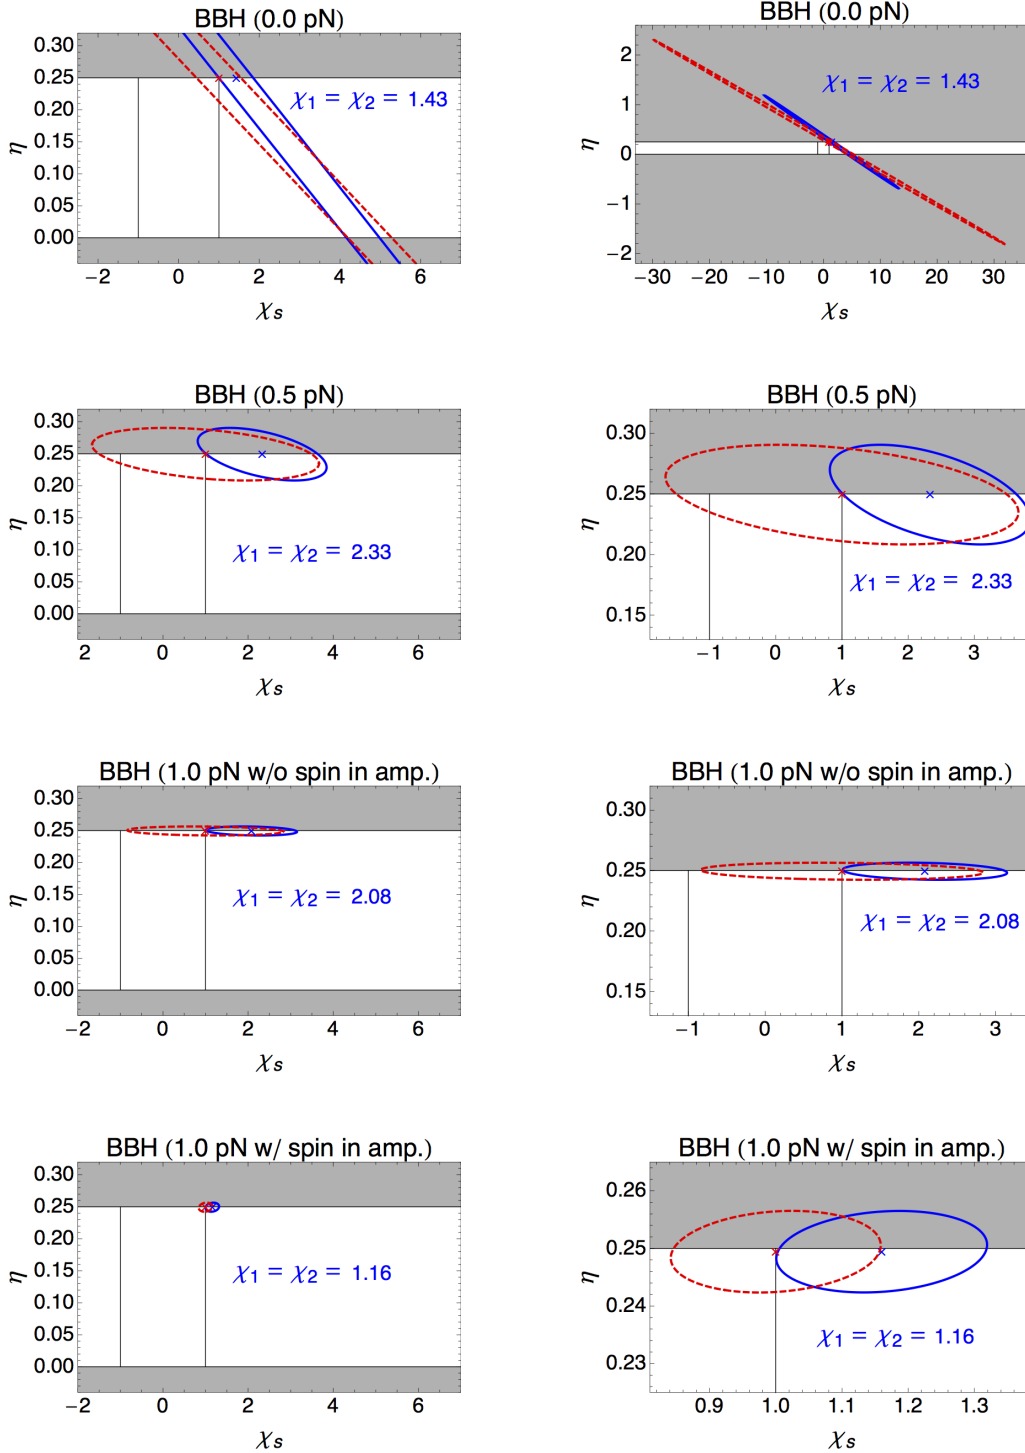 BBH (0.0 pN)
0.30
0.25
0.20
0.15
0.10
0.05
0.00
η
χ1 = χ2 = 1.43
−2 0 2 4 6
χs
BBH (0.0 pN)
2
1
0
−1
−2
η
χ1 = χ2 = 1.43
−30 −20 −10 0 10 20 30
χs
BBH (0.5 pN)
0.30
0.25
0.20
0.15
0.10
0.05
0.00
η
χ1 = χ2 = 2.33
2 0 2 4 6
χs
BBH (0.5 pN)
0.30
0.25
0.20
0.15
η
χ1 = χ2 = 2.33
−1 0 1 2 3
χs
BBH (1.0 pN w/o spin in amp.)
0.30
0.25
0.20
0.15
0.10
0.05
0.00
η
χ1 = χ2 = 2.08
−2 0 2 4 6
χs
BBH (1.0 pN w/o spin in amp.)
0.30
0.25
0.20
0.15
η
χ1 = χ2 = 2.08
−1 0 1 2 3
χs
BBH (1.0 pN w/ spin in amp.)
0.30
0.25
0.20
0.15
0.10
0.05
0.00
η
χ1 = χ2 = 1.16
−2 0 2 4 6
χs
BBH (1.0 pN w/ spin in amp.)
0.26
0.25
0.24
0.23
η
χ1 = χ2 = 1.16
0.9 1.0 1.1 1.2 1.3
χs